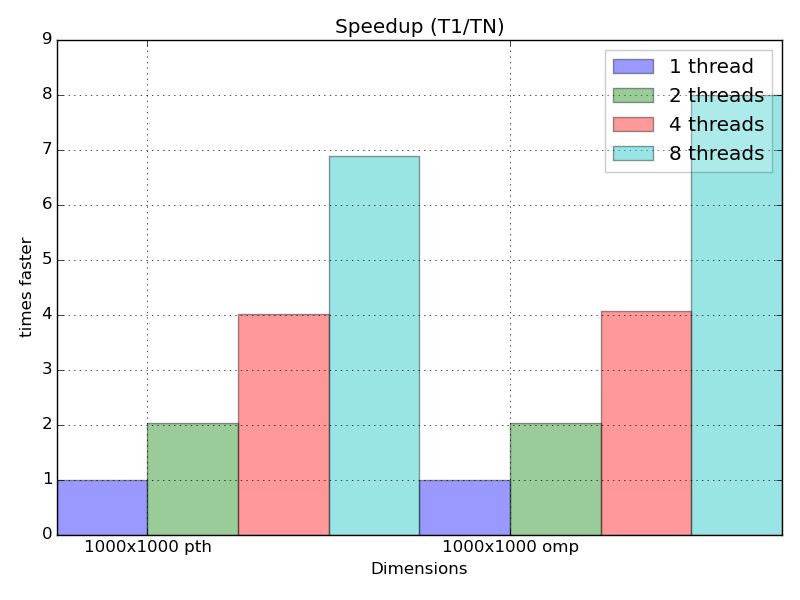 Speedup (T1/TN)
9
8
7
6
5
4
3
2
1
0
times faster
1 thread
2 threads
4 threads
8 threads
1000x1000 pth
1000x1000 omp
Dimensions